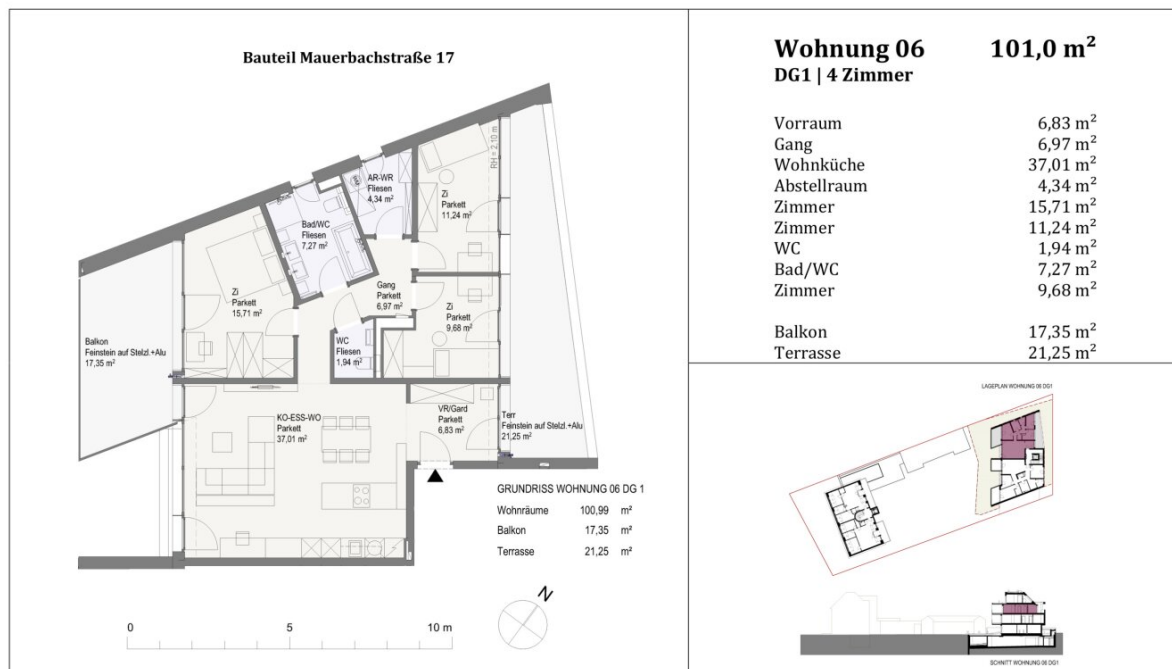 Bauteil Mauerbachstraße 17
RH = 2,10 m
AR-WR
Fliesen
4,34 m²
Zi
Parkett
11,24 m²
Bad/WC
Fliesen
7,27 m²
Zi
Parkett
15,71 m²
Gang
Parkett
6,97 m²
Zi
Parkett
9,68 m²
WC
Fliesen
1,94 m²
Balkon
Feinstein auf Stelzl.+Alu
17,35 m²
KO-ESS-WO
Parkett
37,01 m²
VR/Gard
Parkett
6,83 m²
Terr
Feinstein auf Stelzl.+Alu
21,25 m²
GRUNDRISS WOHNUNG 06 DG 1
Wohnräume 100,99 m²
Balkon 17,35 m²
Terrasse 21,25 m²
N
0 5 10 m
Wohnung 06 101,0 m²
DG1 | 4 Zimmer
Vorraum 6,83 m²
Gang 6,97 m²
Wohnküche 37,01 m²
Abstellraum 4,34 m²
Zimmer 15,71 m²
Zimmer 11,24 m²
WC 1,94 m²
Bad/WC 7,27 m²
Zimmer 9,68 m²
Balkon 17,35 m²
Terrasse 21,25 m²
LAGEPLAN WOHNUNG 06 DG1
SCHNITT WOHNUNG 06 DG1